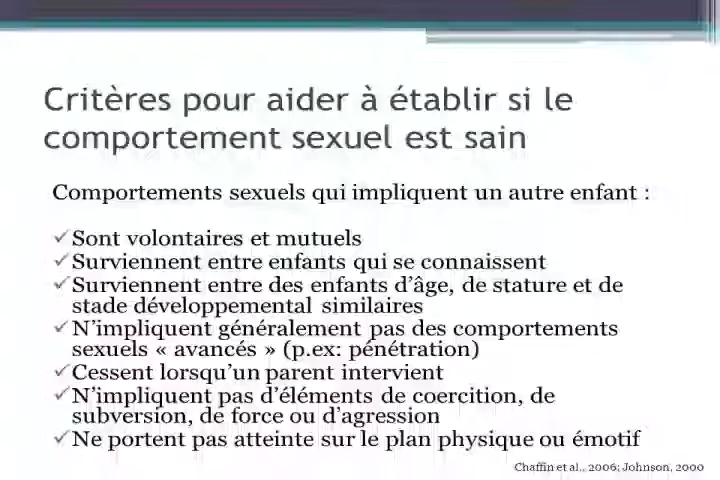 Critères pour aider à établir si le
comportement sexuel est sain
Comportements sexuels qui impliquent un autre enfant :
✓Sont volontaires et mutuels
✓Surviennent entre enfants qui se connaissent
✓Surviennent entre des enfants d’âge, de stature et de
stade développemental similaires
✓N’impliquent généralement pas des comportements
sexuels « avancés » (p.ex: pénétration)
✓Cessent lorsqu’un parent intervient
✓N’impliquent pas d’éléments de coercition, de
subversion, de force ou d’agression
✓Ne portent pas atteinte sur le plan physique ou émotif
Chaffin et al., 2006; Johnson, 2000